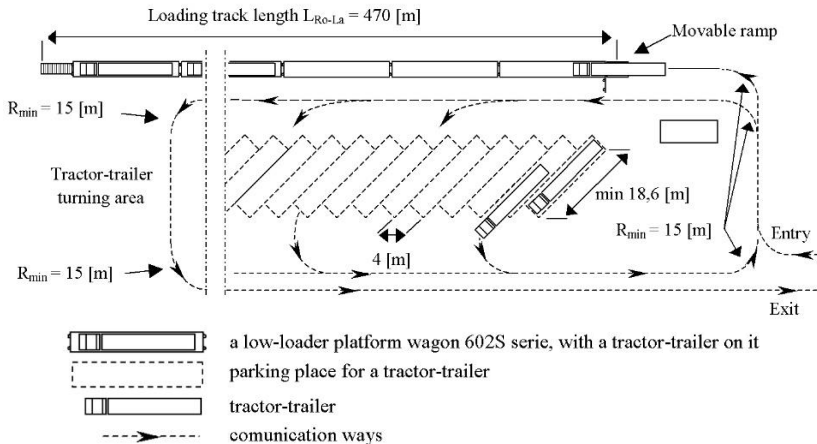 Loading track length L_Ro-La = 470 [m]
Movable ramp
R_min = 15 [m]
Tractor-trailer
turning area
min 18,6 [m]
R_min = 15 [m]
Entry
R_min = 15 [m]
4 [m]
Exit
a low-loader platform wagon 602S serie, with a tractor-trailer on it
parking place for a tractor-trailer
tractor-trailer
comunication ways